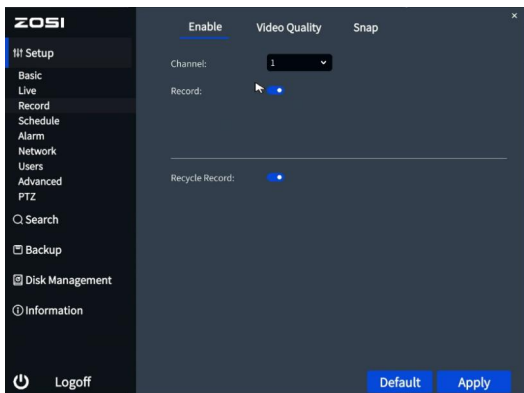 ZOSI
Setup
Basic
Live
Record
Schedule
Alarm
Network
Users
Advanced
PTZ
Search
Backup
Disk Management
Information
Logoff
Enable Video Quality Snap
×
Channel: 1
Record:
Recycle Record:
Default Apply